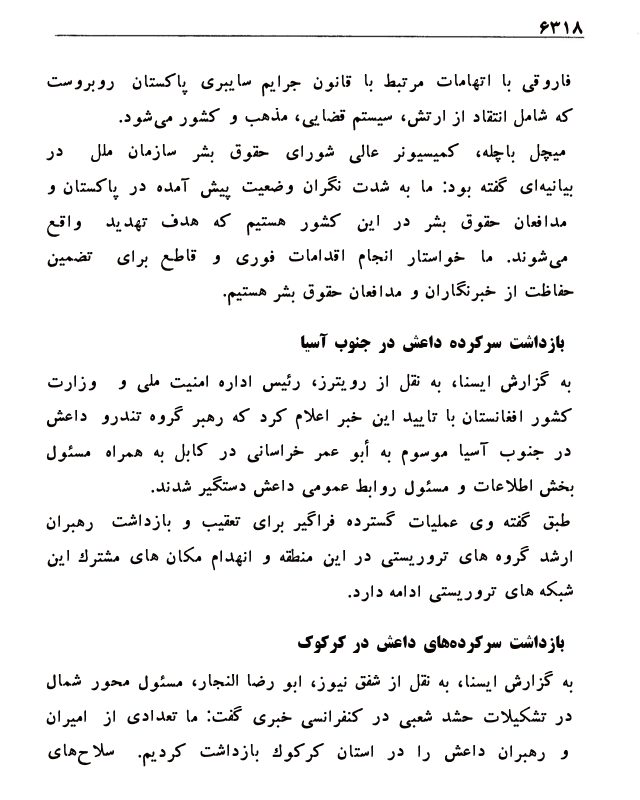 ۶۳۱۸
فاروقی با اتهامات مرتبط با قانون جرایم سایبری پاکستان روبروست
که شامل انتقاد از ارتش، سیستم قضایی، مذهب و کشور می‌شود.
میچل باچله، کمیسیونر عالی شورای حقوق بشر سازمان ملل در
بیانیه‌ای گفته بود: ما به شدت نگران وضعیت پیش آمده در پاکستان و
مدافعان حقوق بشر در این کشور هستیم که هدف تهدید واقع
می‌شوند. ما خواستار انجام اقدامات فوری و قاطع برای تضمین
حفاظت از خبرنگاران و مدافعان حقوق بشر هستیم.
بازداشت سرکرده داعش در جنوب آسیا
به گزارش ایسنا، به نقل از رویترز، رئیس اداره امنیت ملی و وزارت
کشور افغانستان با تایید این خبر اعلام کرد که رهبر گروه تندرو داعش
در جنوب آسیا موسوم به أبو عمر خراسانی در کابل به همراه مسئول
بخش اطلاعات و مسئول روابط عمومی داعش دستگیر شدند.
طبق گفته وی عملیات گسترده فراگیر برای تعقیب و بازداشت رهبران
ارشد گروه های تروریستی در این منطقه و انهدام مکان های مشترك این
شبکه های تروریستی ادامه دارد.
بازداشت سرکرده‌های داعش در کرکوک
به گزارش ایسنا، به نقل از شفق نیوز، ابو رضا النجار، مسئول محور شمال
در تشکیلات حشد شعبی در کنفرانسی خبری گفت: ما تعدادی از امیران
و رهبران داعش را در استان کرکوك بازداشت کردیم. سلاح‌های